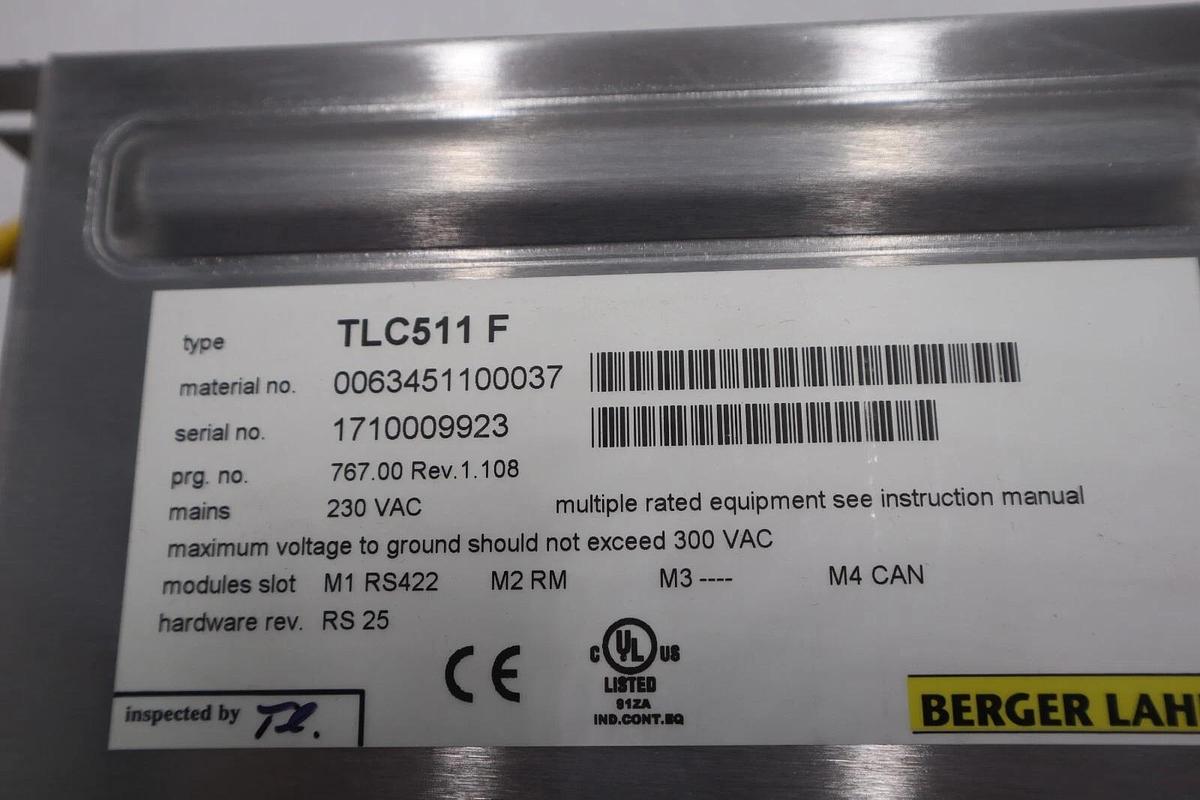 type TLC511 F
material no. 0063451100037
serial no. 1710009923
prg. no. 767.00 Rev.1.108
mains 230 VAC multiple rated equipment see instruction manual
maximum voltage to ground should not exceed 300 VAC
modules slot M1 RS422 M2 RM M3 ---- M4 CAN
hardware rev. RS 25
CE
C UL US
LISTED
91ZA
IND.CONT.EQ
inspected by
BERGER LAH